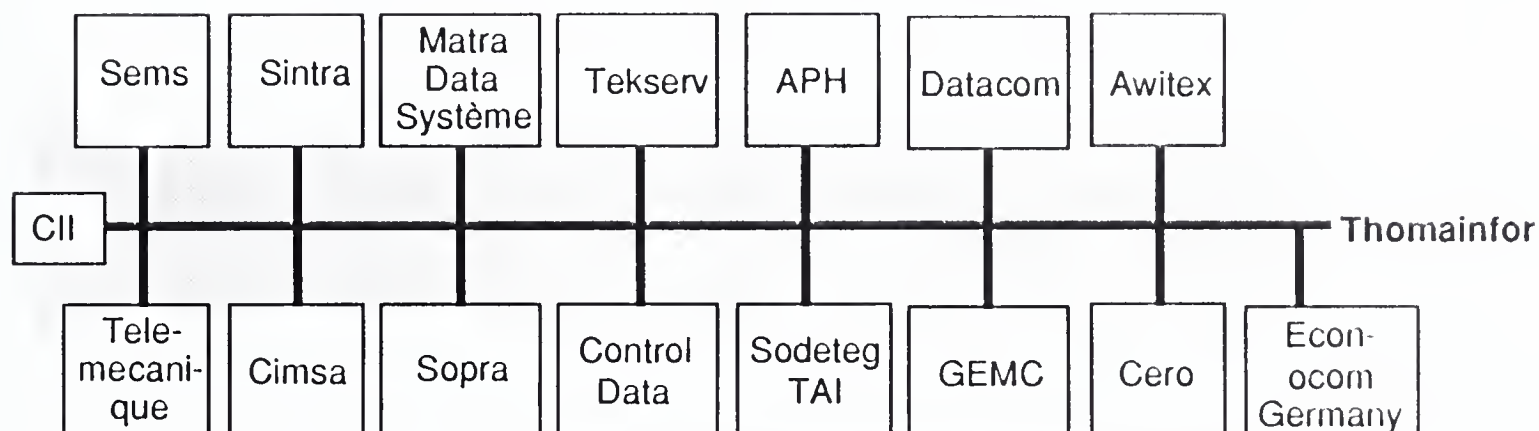 Sems
Sintra
Matra
Data
Système
Tekserv
APH
Datacom
Awitex
CII
Thomainfor
Tele-
mecani-
que
Cimsa
Sopra
Control
Data
Sodeteg
TAI
GEMC
Cero
Econ-
ocom
Germany